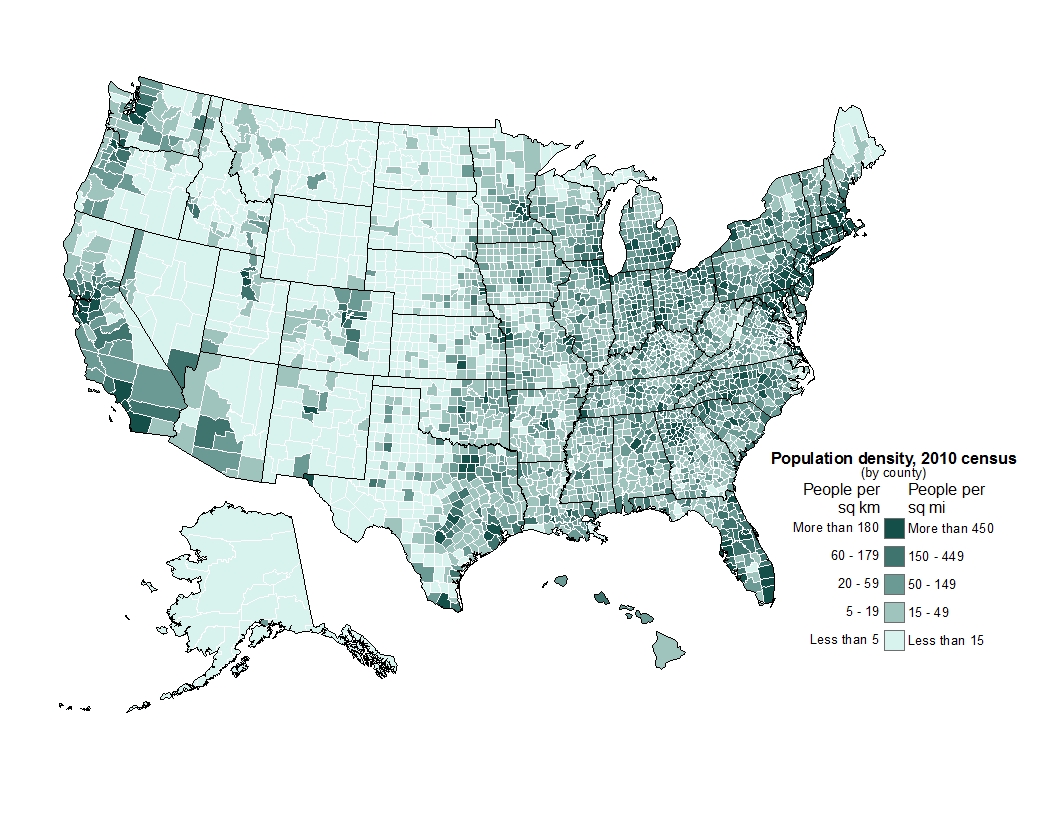 Population density, 2010 census
(by county)
People per People per
sq km sq mi
More than 180 More than 450
60 - 179 150 - 449
20 - 59 50 - 149
5 - 19 15 - 49
Less than 5 Less than 15